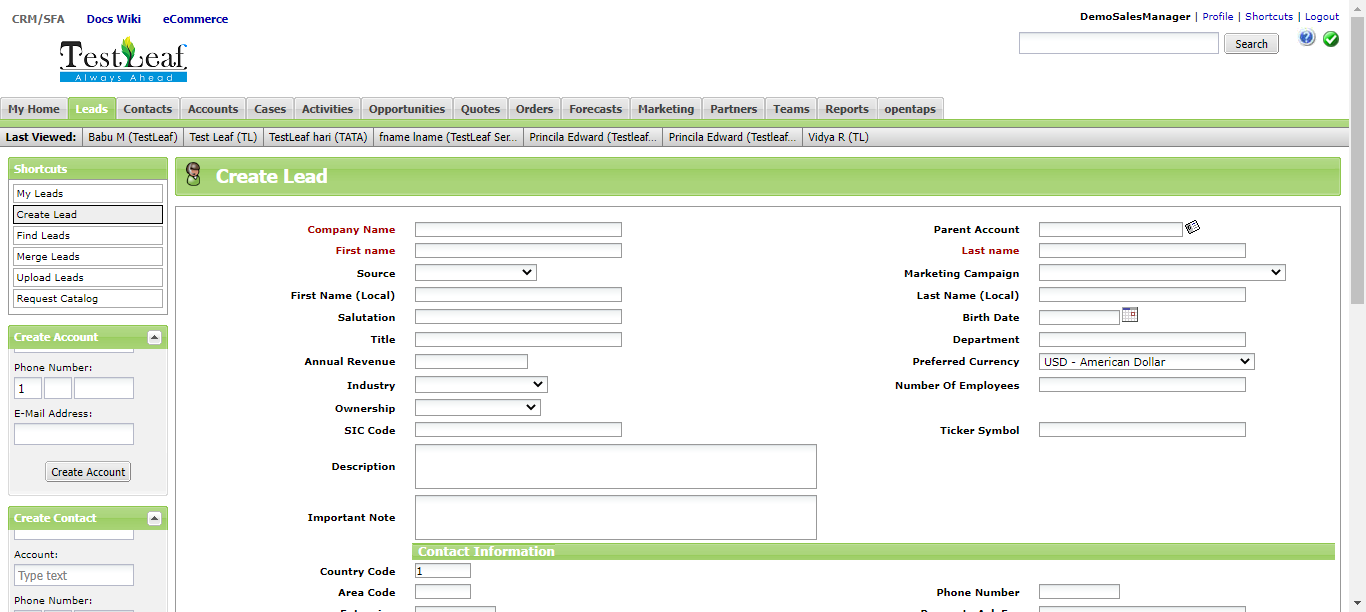 CRM/SFA Docs Wiki eCommerce
DemoSalesManager | Profile | Shortcuts | Logout
Search
TestLeaf
Always Ahead
My Home Leads Contacts Accounts Cases Activities Opportunities Quotes Orders Forecasts Marketing Partners Teams Reports opentaps
Last Viewed: Babu M (TestLeaf) Test Leaf (TL) TestLeaf hari (TATA) fname lname (TestLeaf Ser... Princila Edward (Testleaf... Princila Edward (Testleaf... Vidya R (TL)
Shortcuts
My Leads
Create Lead
Find Leads
Merge Leads
Upload Leads
Request Catalog
Create Account
Phone Number:
1
E-Mail Address:
Create Account
Create Contact
Account:
Type text
Phone Number:
Create Lead
Company Name Parent Account
First name Last name
Source Marketing Campaign
First Name (Local) Last Name (Local)
Salutation Birth Date
Title Department
Annual Revenue Preferred Currency USD - American Dollar
Industry Number Of Employees
Ownership
SIC Code Ticker Symbol
Description
Important Note
Contact Information
Country Code 1
Area Code Phone Number